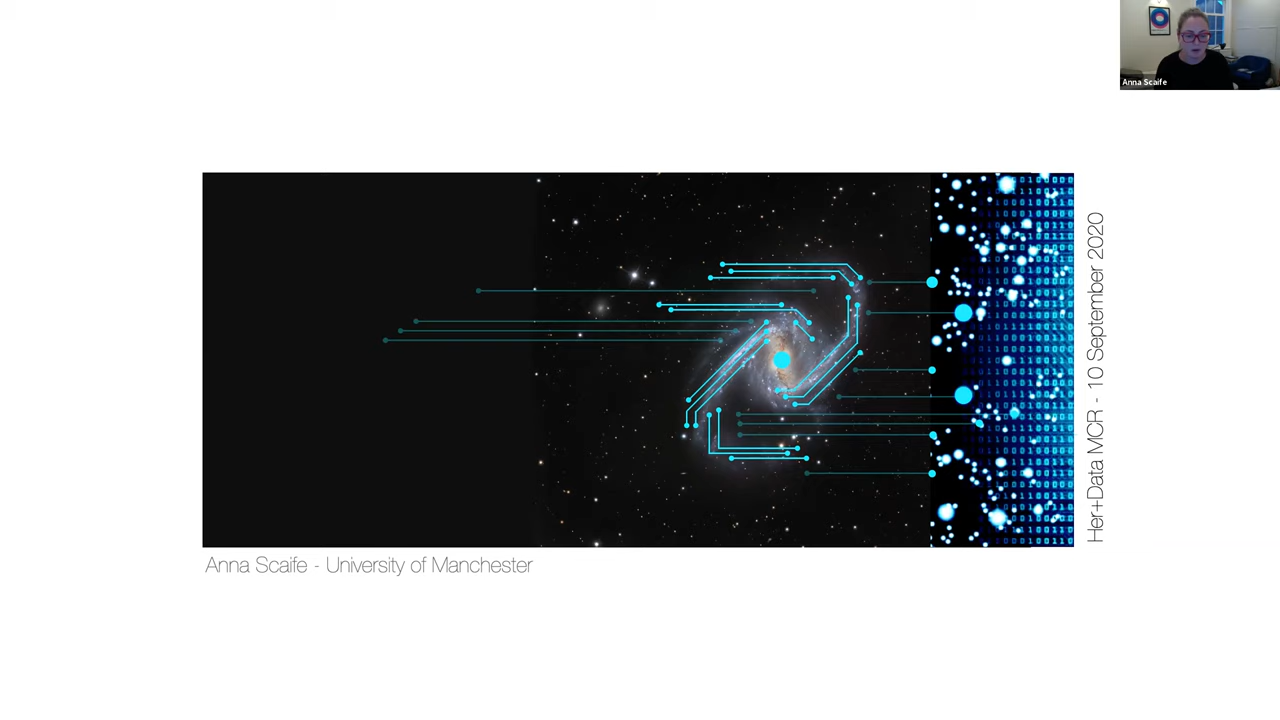 Anna Scaife
Her+Data MCR - 10 September 2020
Anna Scaife - University of Manchester